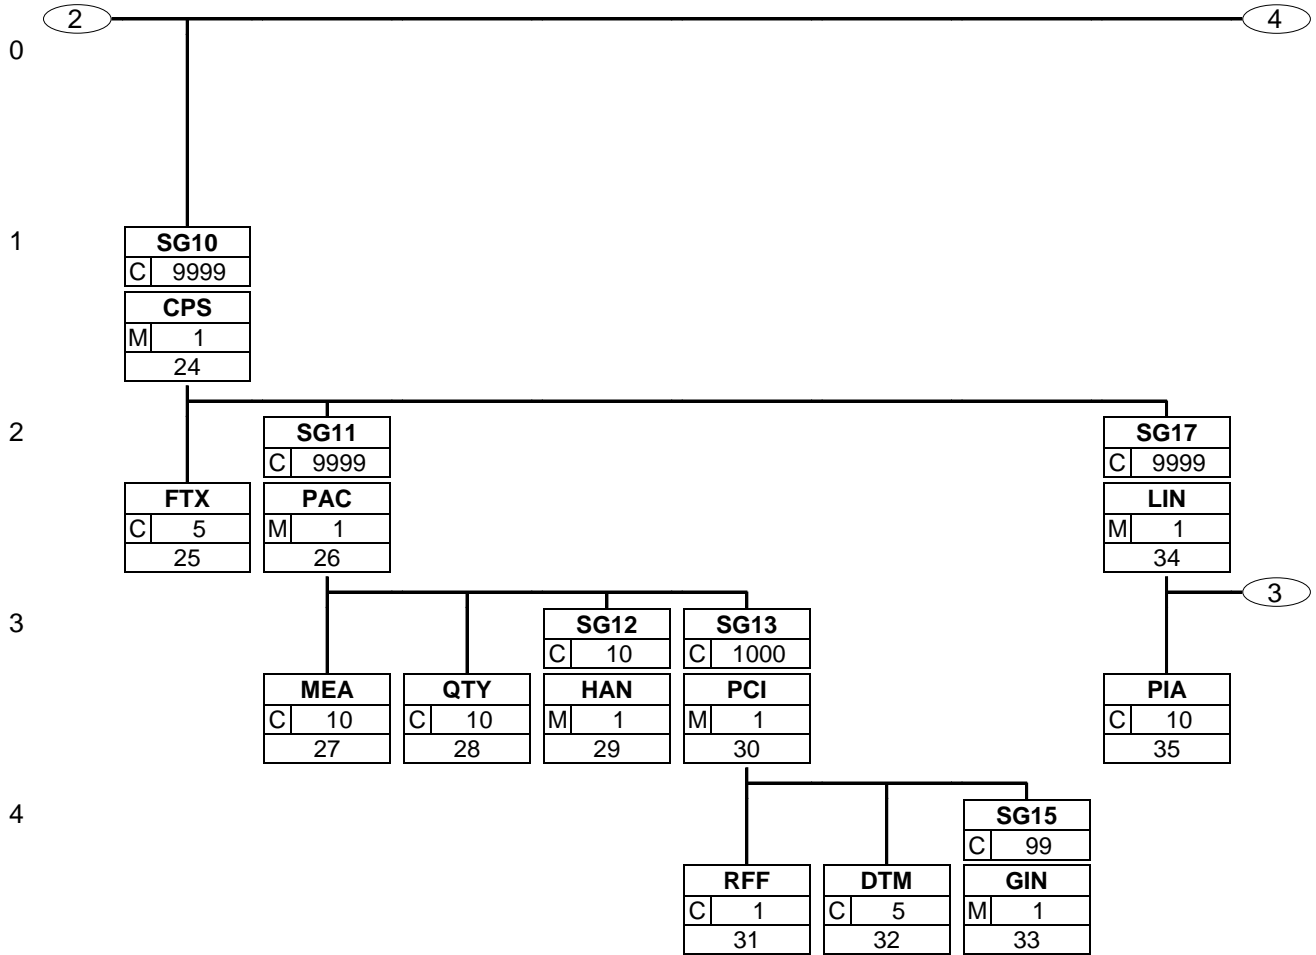 2 4
0
1
SG10
C 9999
CPS
M 1
24
2
SG11 SG17
C 9999 C 9999
FTX PAC LIN
C 5 M 1 M 1
25 26 34
3
3
SG12 SG13
C 10 C 1000
MEA QTY HAN PCI PIA
C 10 C 10 M 1 M 1 C 10
27 28 29 30 35
4
SG15
C 99
RFF DTM GIN
C 1 C 5 M 1
31 32 33